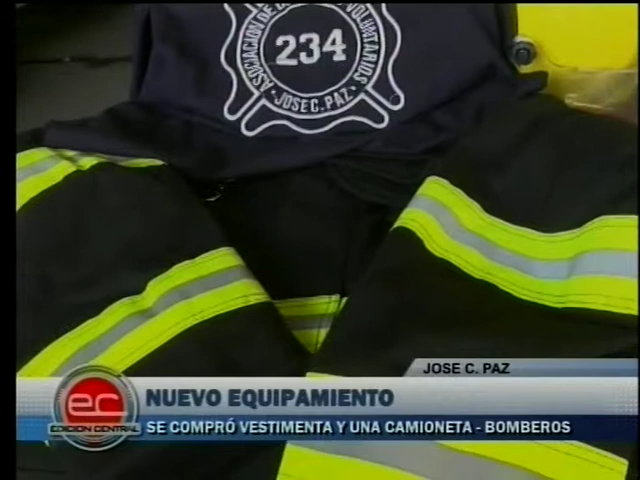 ASOCIACION DE
VOLUNTARIOS
234
· JOSE C. PAZ ·
JOSE C. PAZ
NUEVO EQUIPAMIENTO
ec
EDICION CENTRAL
SE COMPRÓ VESTIMENTA Y UNA CAMIONETA - BOMBEROS